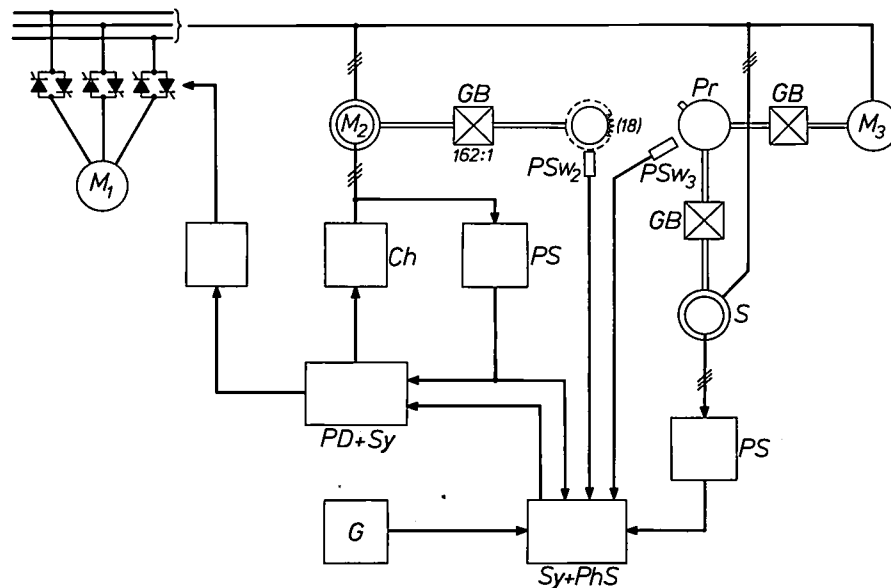 Pr
GB
GB
M2
(18)
M3
162:1
PSw2
PSw3
M1
GB
Ch
PS
S
PD+Sy
PS
G
Sy+PhS